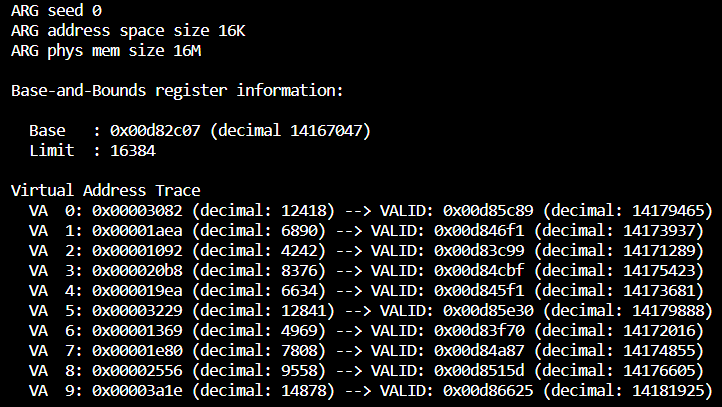 ARG seed 0
ARG address space size 16K
ARG phys mem size 16M
Base-and-Bounds register information:
Base   : 0x00d82c07 (decimal 14167047)
Limit  : 16384
Virtual Address Trace
VA  0: 0x00003082 (decimal: 12418) --> VALID: 0x00d85c89 (decimal: 14179465)
VA  1: 0x00001aea (decimal: 6890) --> VALID: 0x00d846f1 (decimal: 14173937)
VA  2: 0x00001092 (decimal: 4242) --> VALID: 0x00d83c99 (decimal: 14171289)
VA  3: 0x000020b8 (decimal: 8376) --> VALID: 0x00d84cbf (decimal: 14175423)
VA  4: 0x000019ea (decimal: 6634) --> VALID: 0x00d845f1 (decimal: 14173681)
VA  5: 0x00003229 (decimal: 12841) --> VALID: 0x00d85e30 (decimal: 14179888)
VA  6: 0x00001369 (decimal: 4969) --> VALID: 0x00d83f70 (decimal: 14172016)
VA  7: 0x00001e80 (decimal: 7808) --> VALID: 0x00d84a87 (decimal: 14174855)
VA  8: 0x00002556 (decimal: 9558) --> VALID: 0x00d8515d (decimal: 14176605)
VA  9: 0x00003a1e (decimal: 14878) --> VALID: 0x00d86625 (decimal: 14181925)